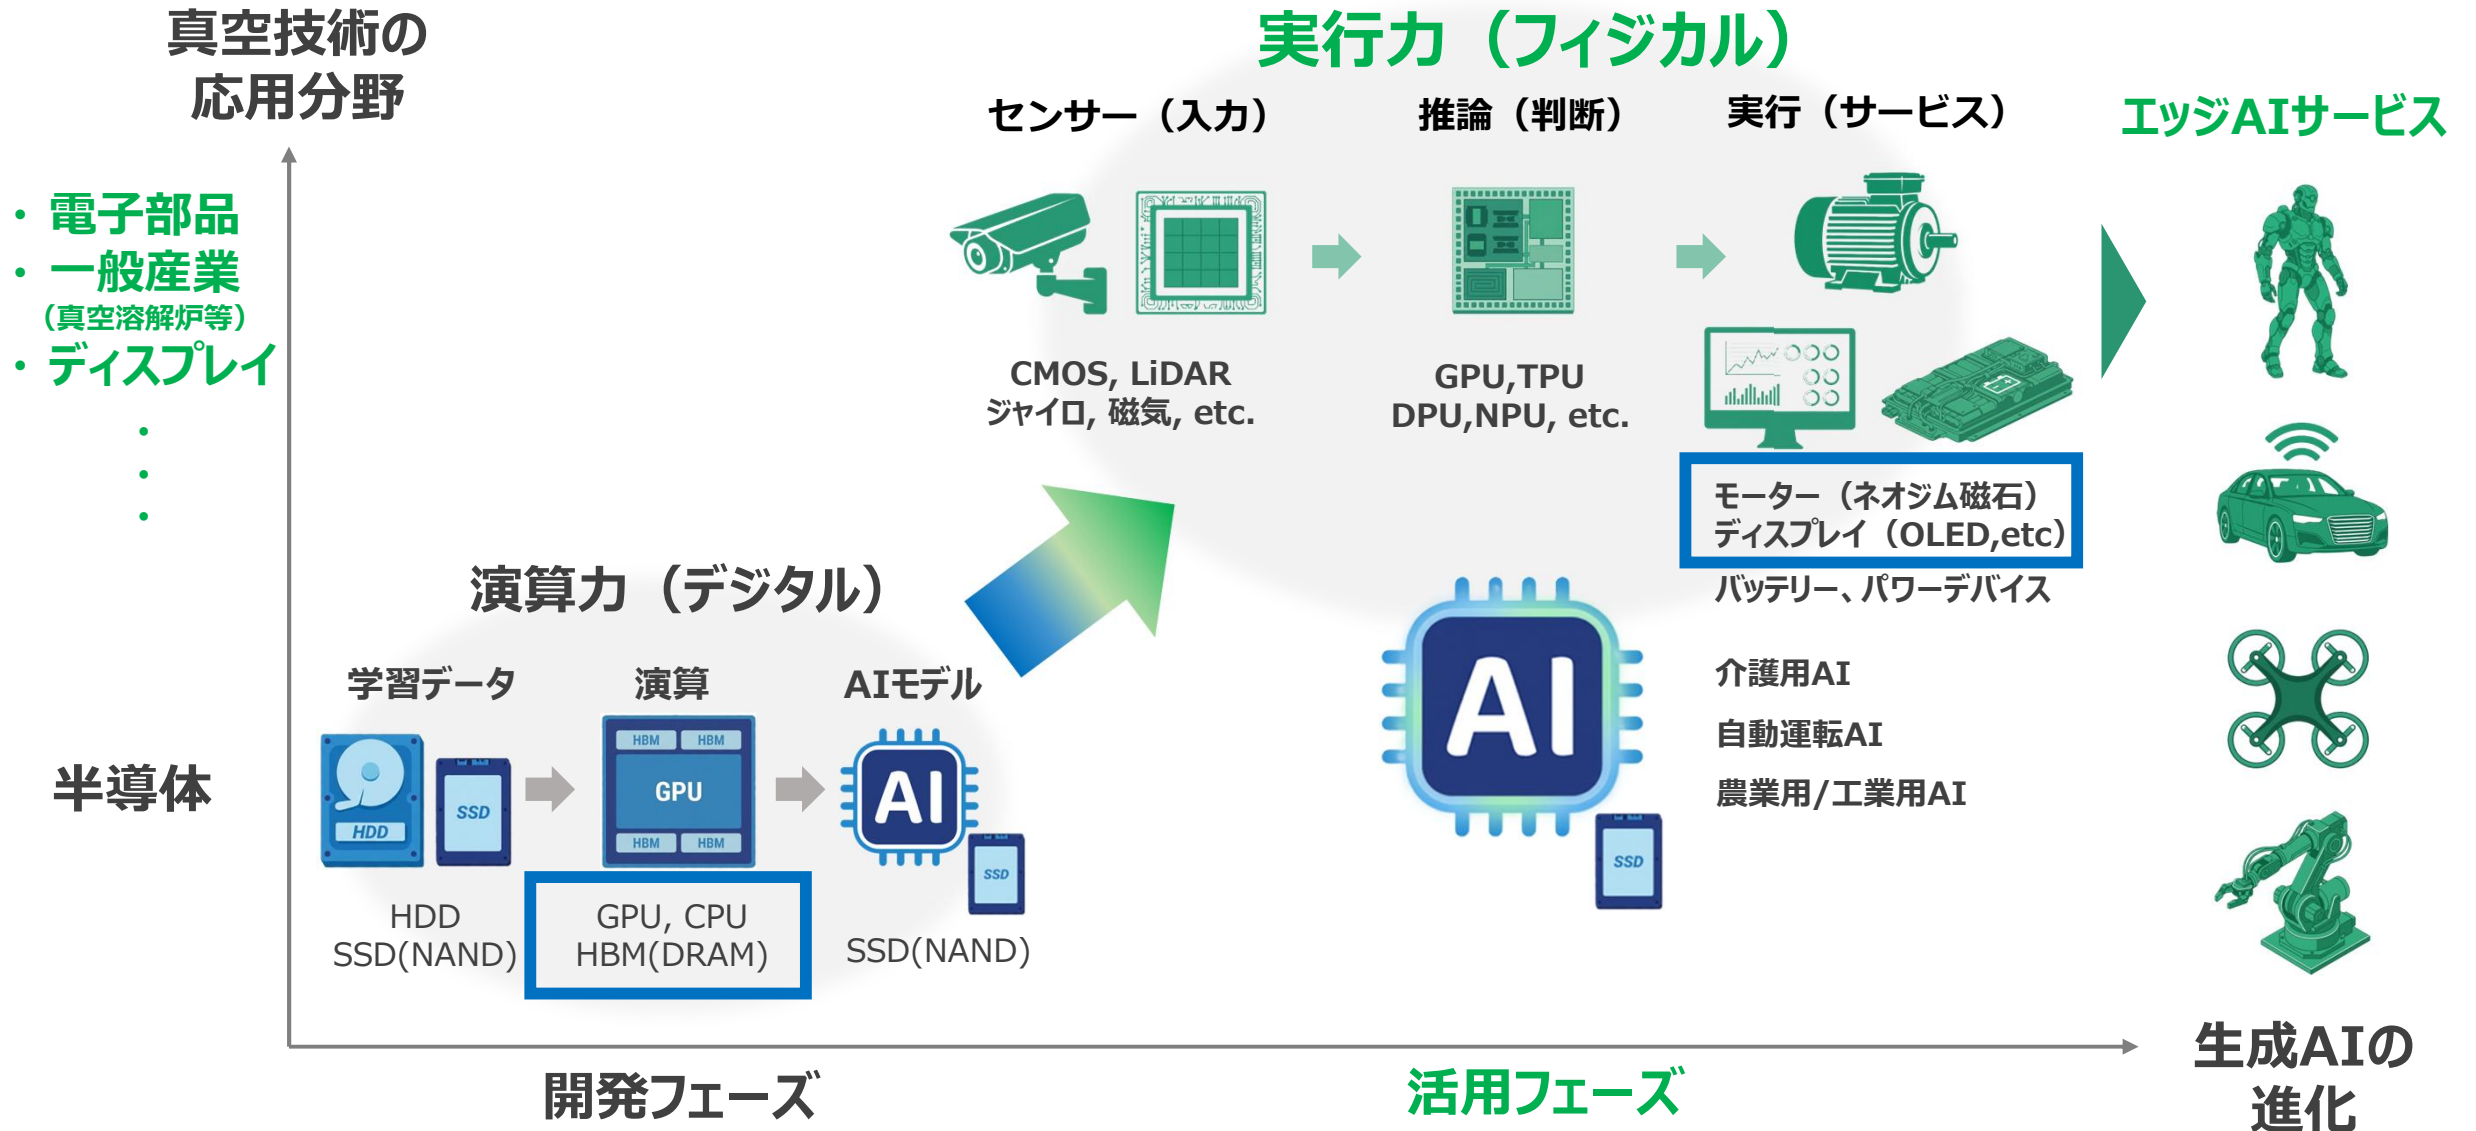 真空技術の
応用分野
・電子部品
・一般産業
（真空溶解炉等）
・ディスプレイ
・
・
・
半導体
実行力（フィジカル）
センサー（入力）
推論（判断）
実行（サービス）
エッジAIサービス
CMOS, LiDAR
ジャイロ, 磁気, etc.
GPU,TPU
DPU,NPU, etc.
モーター（ネオジム磁石）
ディスプレイ（OLED,etc）
バッテリー、パワーデバイス
AI
SSD
介護用AI
自動運転AI
農業用/工業用AI
演算力（デジタル）
学習データ
演算
AIモデル
HDD
SSD
HBM HBM
GPU
HBM HBM
AI
SSD
HDD
SSD(NAND)
GPU, CPU
HBM(DRAM)
SSD(NAND)
開発フェーズ
活用フェーズ
生成AIの
進化